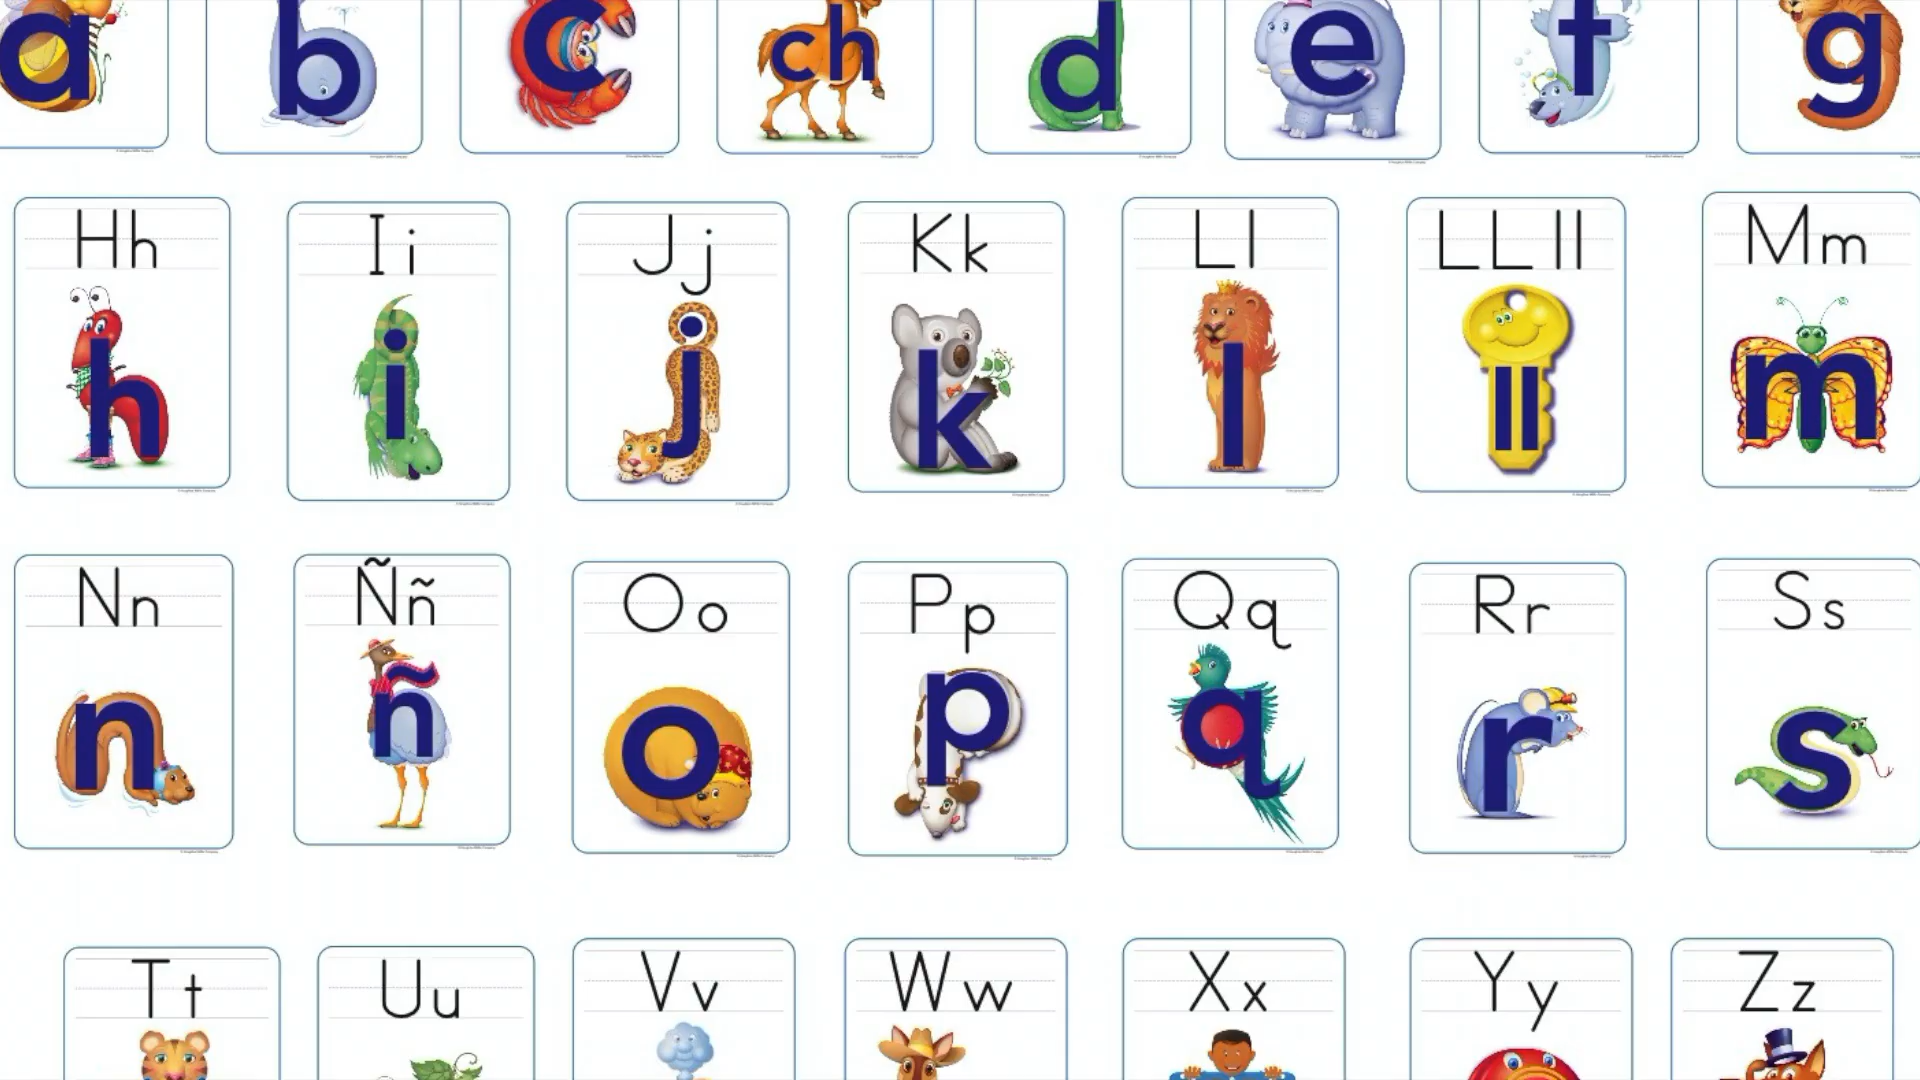 a b c ch d e f g
Hh Ii Jj Kk Ll LLll Mm
h i j k l ll m
Nn Ññ Oo Pp Qq Rr Ss
n ñ o p q r s
Tt Uu Vv Ww Xx Yy Zz